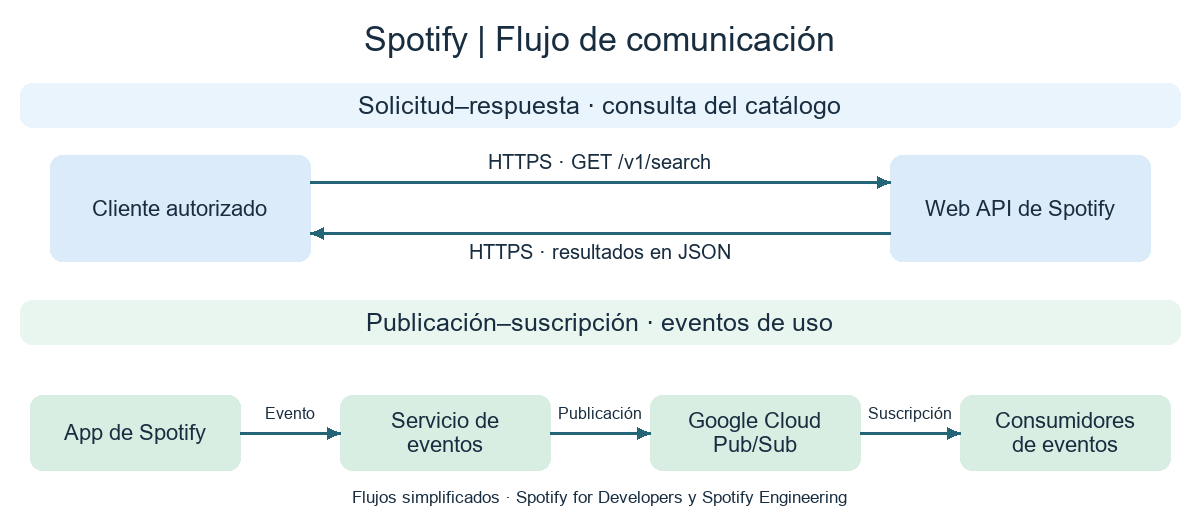 Spotify | Flujo de comunicación
Solicitud–respuesta · consulta del catálogo
HTTPS · GET /v1/search
Cliente autorizado
Web API de Spotify
HTTPS · resultados en JSON
Publicación–suscripción · eventos de uso
App de Spotify
Evento
Servicio de
eventos
Publicación
Google Cloud
Pub/Sub
Suscripción
Consumidores
de eventos
Flujos simplificados · Spotify for Developers y Spotify Engineering